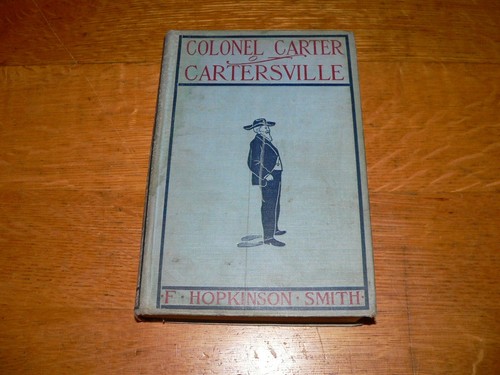 COLONEL CARTER
of
CARTERSVILLE
F · HOPKINSON · SMITH